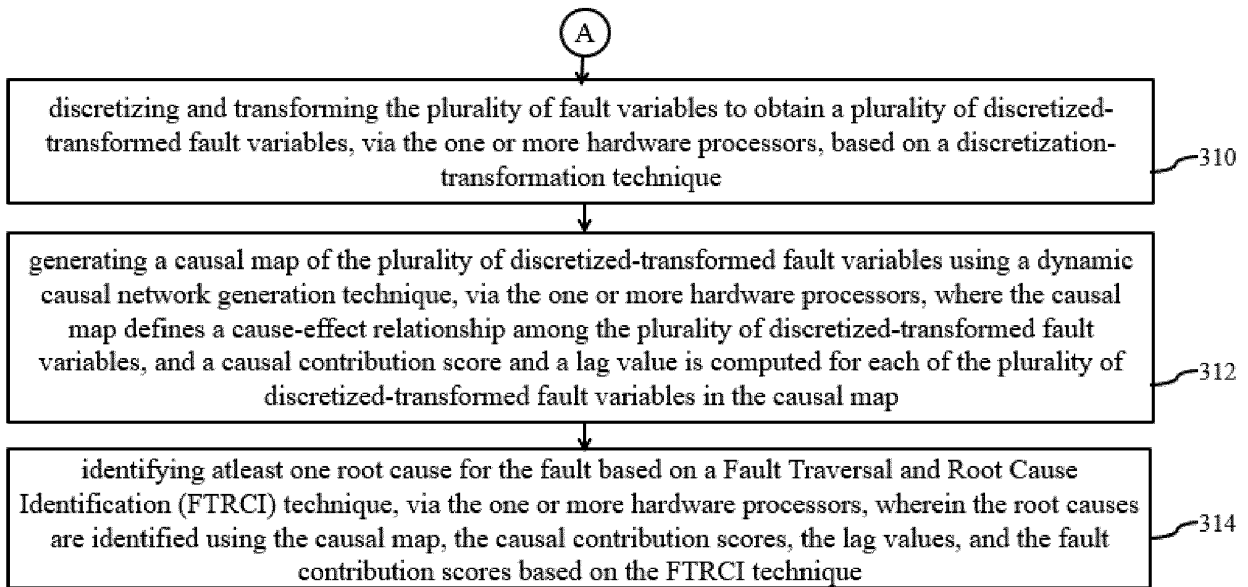 A
discretizing and transforming the plurality of fault variables to obtain a plurality of discretized-
transformed fault variables, via the one or more hardware processors, based on a discretization-
transformation technique
310
generating a causal map of the plurality of discretized-transformed fault variables using a dynamic
causal network generation technique, via the one or more hardware processors, where the causal
map defines a cause-effect relationship among the plurality of discretized-transformed fault
variables, and a causal contribution score and a lag value is computed for each of the plurality of
discretized-transformed fault variables in the causal map
312
identifying atleast one root cause for the fault based on a Fault Traversal and Root Cause
Identification (FTRCI) technique, via the one or more hardware processors, wherein the root causes
are identified using the causal map, the causal contribution scores, the lag values, and the fault
contribution scores based on the FTRCI technique
314